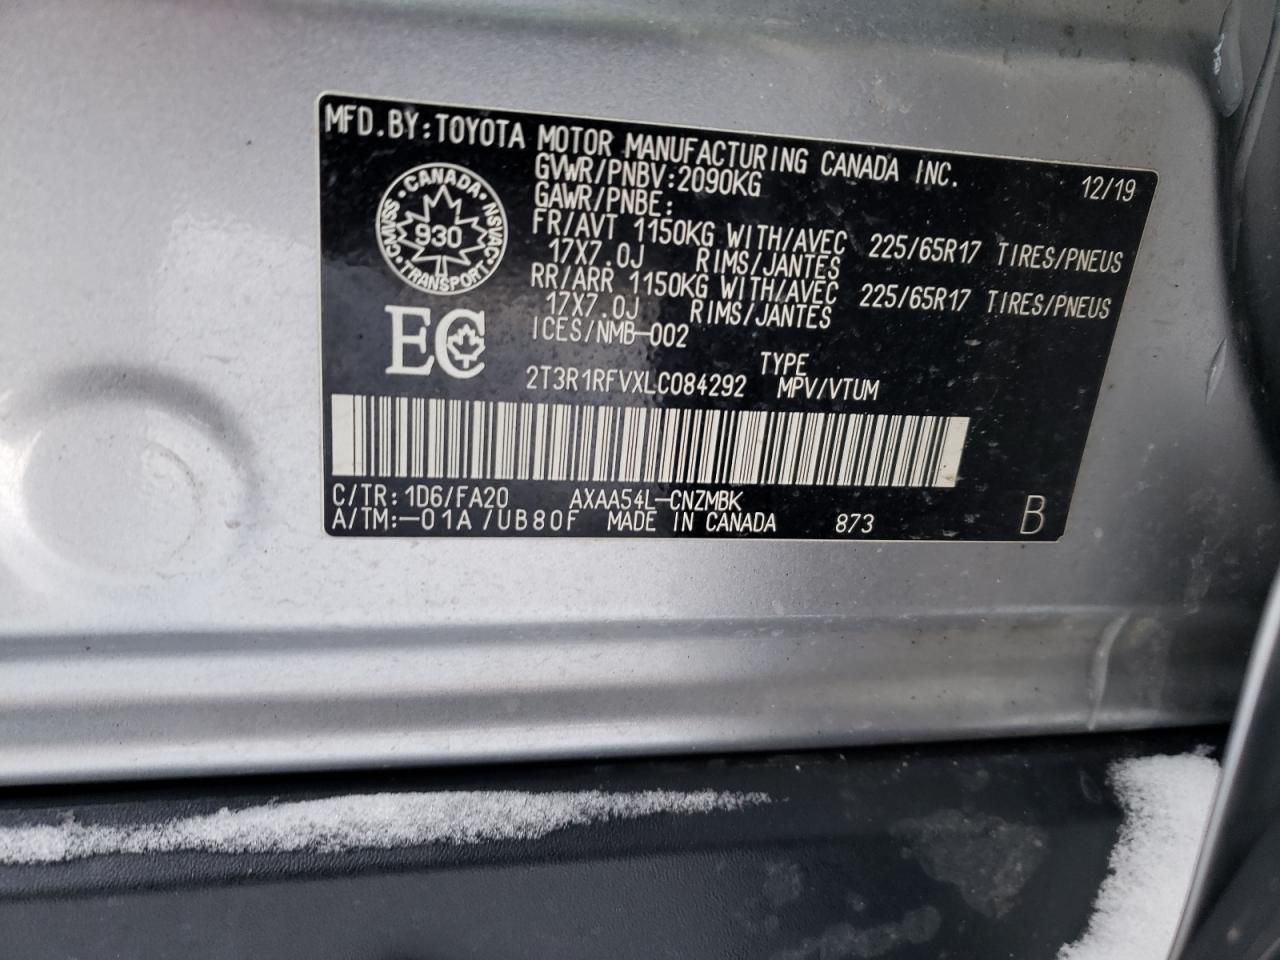 MFD.BY:TOYOTA MOTOR MANUFACTURING CANADA INC. 12/19
GVWR/PNBV:2090KG
GAWR/PNBE:
FR/AVT 1150KG WITH/AVEC 225/65R17 TIRES/PNEUS
17X7.0J RIMS/JANTES
RR/ARR 1150KG WITH/AVEC 225/65R17 TIRES/PNEUS
17X7.0J RIMS/JANTES
ICES/NMB-002
CANADA
CMVSS NSVAC
930
TRANSPORT
EC
TYPE
2T3R1RFVXLC084292 MPV/VTUM
C/TR: 1D6/FA20 AXAA54L-CNZMBK
A/TM:-01A /UB80F MADE IN CANADA 873 B